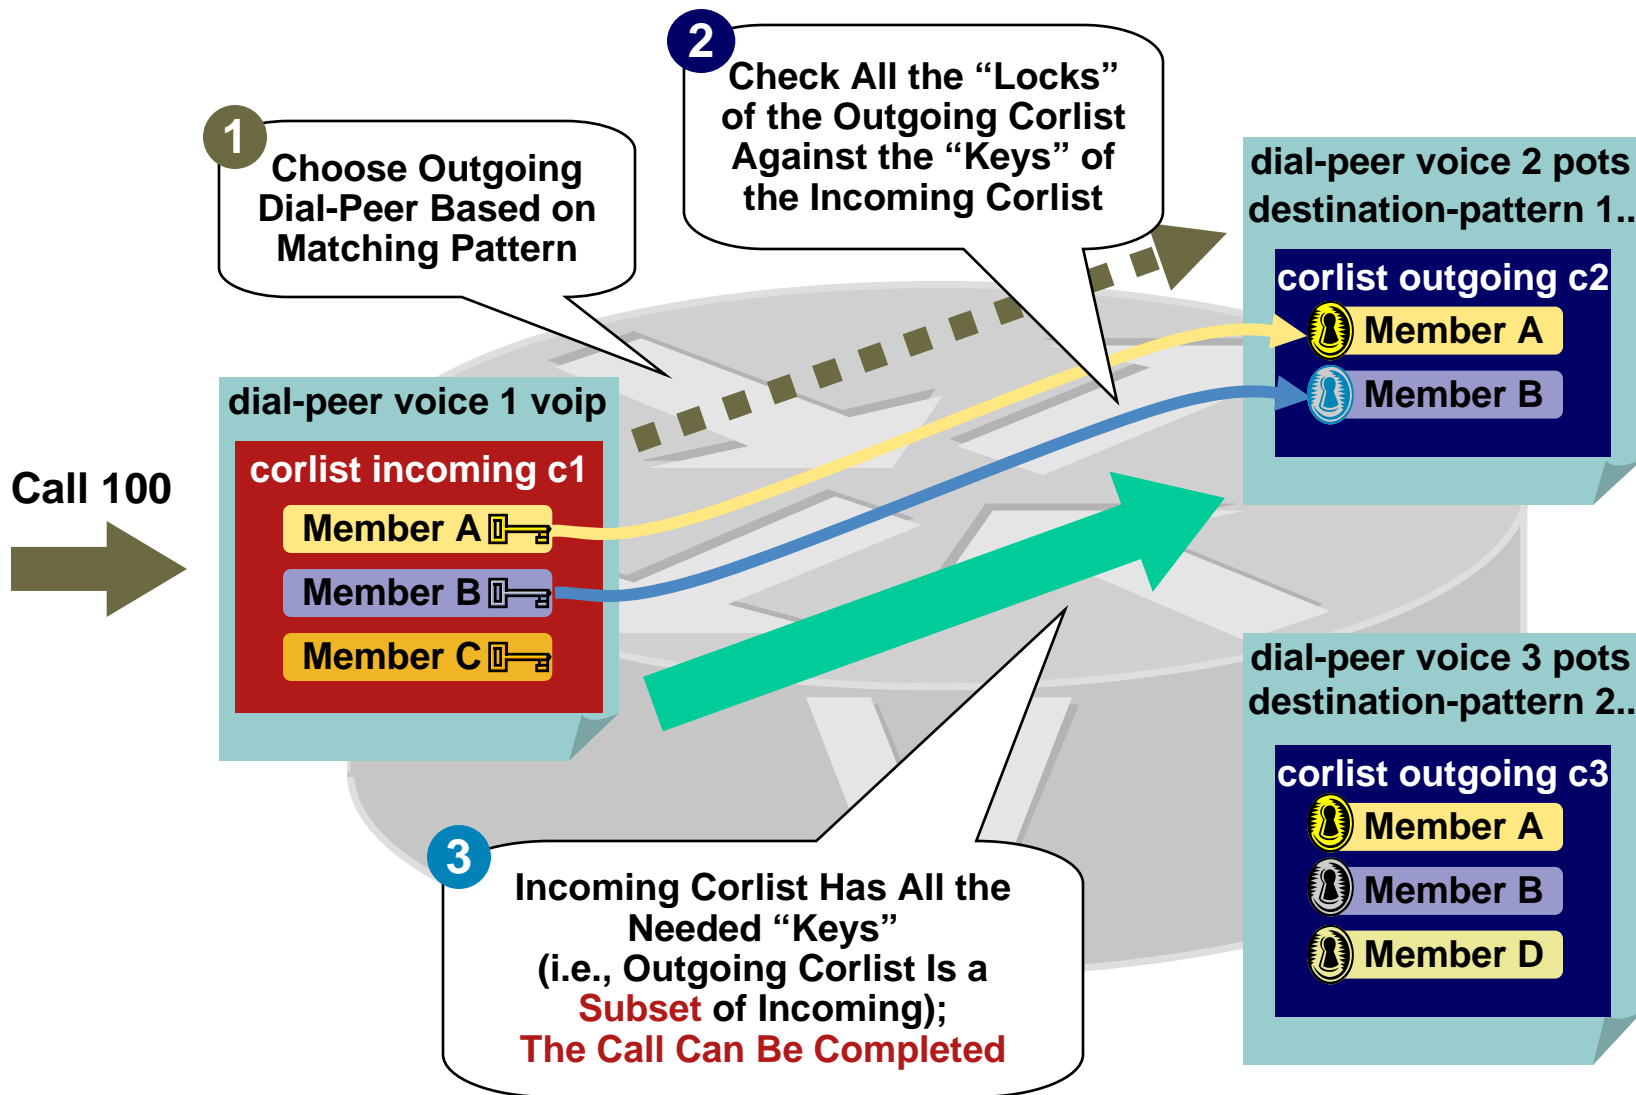 1
Choose Outgoing
Dial-Peer Based on
Matching Pattern
2
Check All the “Locks”
of the Outgoing Corlist
Against the “Keys” of
the Incoming Corlist
Call 100
dial-peer voice 1 voip
corlist incoming c1
Member A
Member B
Member C
dial-peer voice 2 pots
destination-pattern 1..
corlist outgoing c2
Member A
Member B
dial-peer voice 3 pots
destination-pattern 2..
corlist outgoing c3
Member A
Member B
Member D
3
Incoming Corlist Has All the
Needed “Keys”
(i.e., Outgoing Corlist Is a
Subset of Incoming);
The Call Can Be Completed